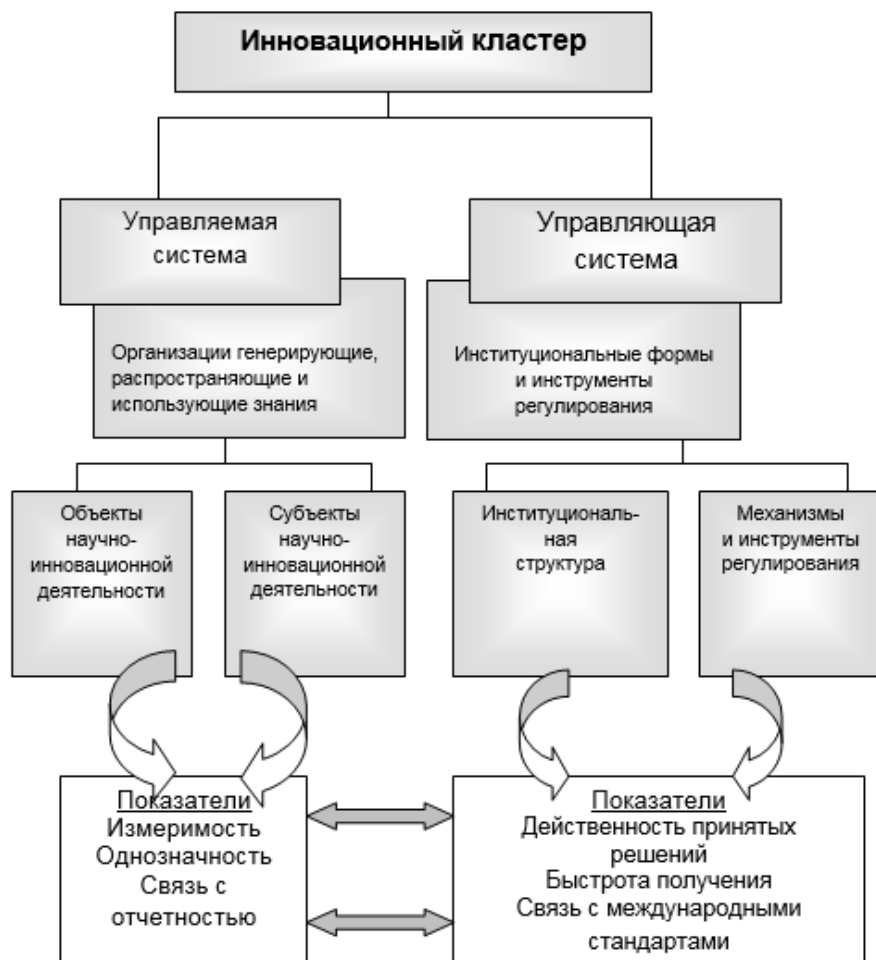 Инновационный кластер
Управляемая
система
Управляющая
система
Организации генерирующие,
распространяющие и
использующие знания
Институциональные формы
и инструменты
регулирования
Объекты
научно-
инновационной
деятельности
Субъекты
научно-
инновационной
деятельности
Институциональ-
ная
структура
Механизмы
и инструменты
регулирования
Показатели
Измеримость
Однозначность
Связь с
отчетностью
Показатели
Действенность принятых
решений
Быстрота получения
Связь с международными
стандартами